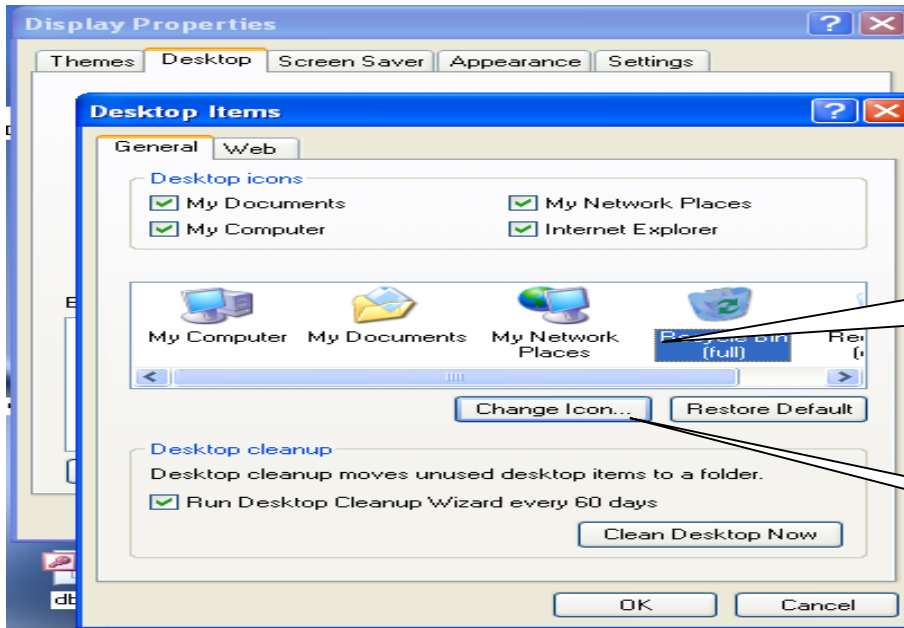 Display Properties
Themes Desktop Screen Saver Appearance Settings
Desktop Items
General Web
Desktop icons
My Documents My Network Places
My Computer Internet Explorer
My Computer My Documents My Network Places Recycle Bin (full)
Change Icon... Restore Default
Desktop cleanup
Desktop cleanup moves unused desktop items to a folder.
Run Desktop Cleanup Wizard every 60 days
Clean Desktop Now
OK Cancel